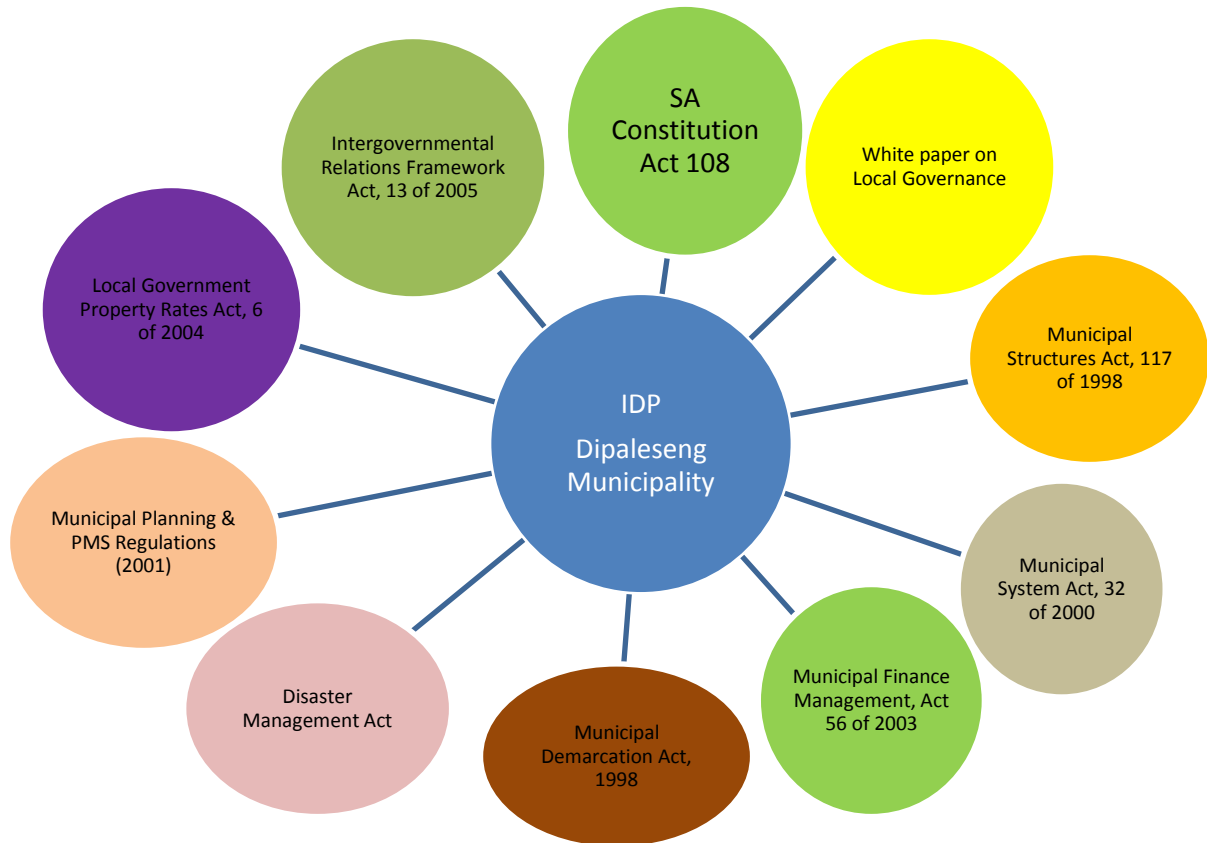 SA
Constitution
Act 108
White paper on
Local Governance
Municipal
Structures Act, 117
of 1998
Municipal
System Act, 32
of 2000
Municipal Finance
Management, Act
56 of 2003
Municipal
Demarcation Act,
1998
Disaster
Management Act
Municipal Planning &
PMS Regulations
(2001)
Local Government
Property Rates Act, 6
of 2004
Intergovernmental
Relations Framework
Act, 13 of 2005
IDP
Dipaleseng
Municipality